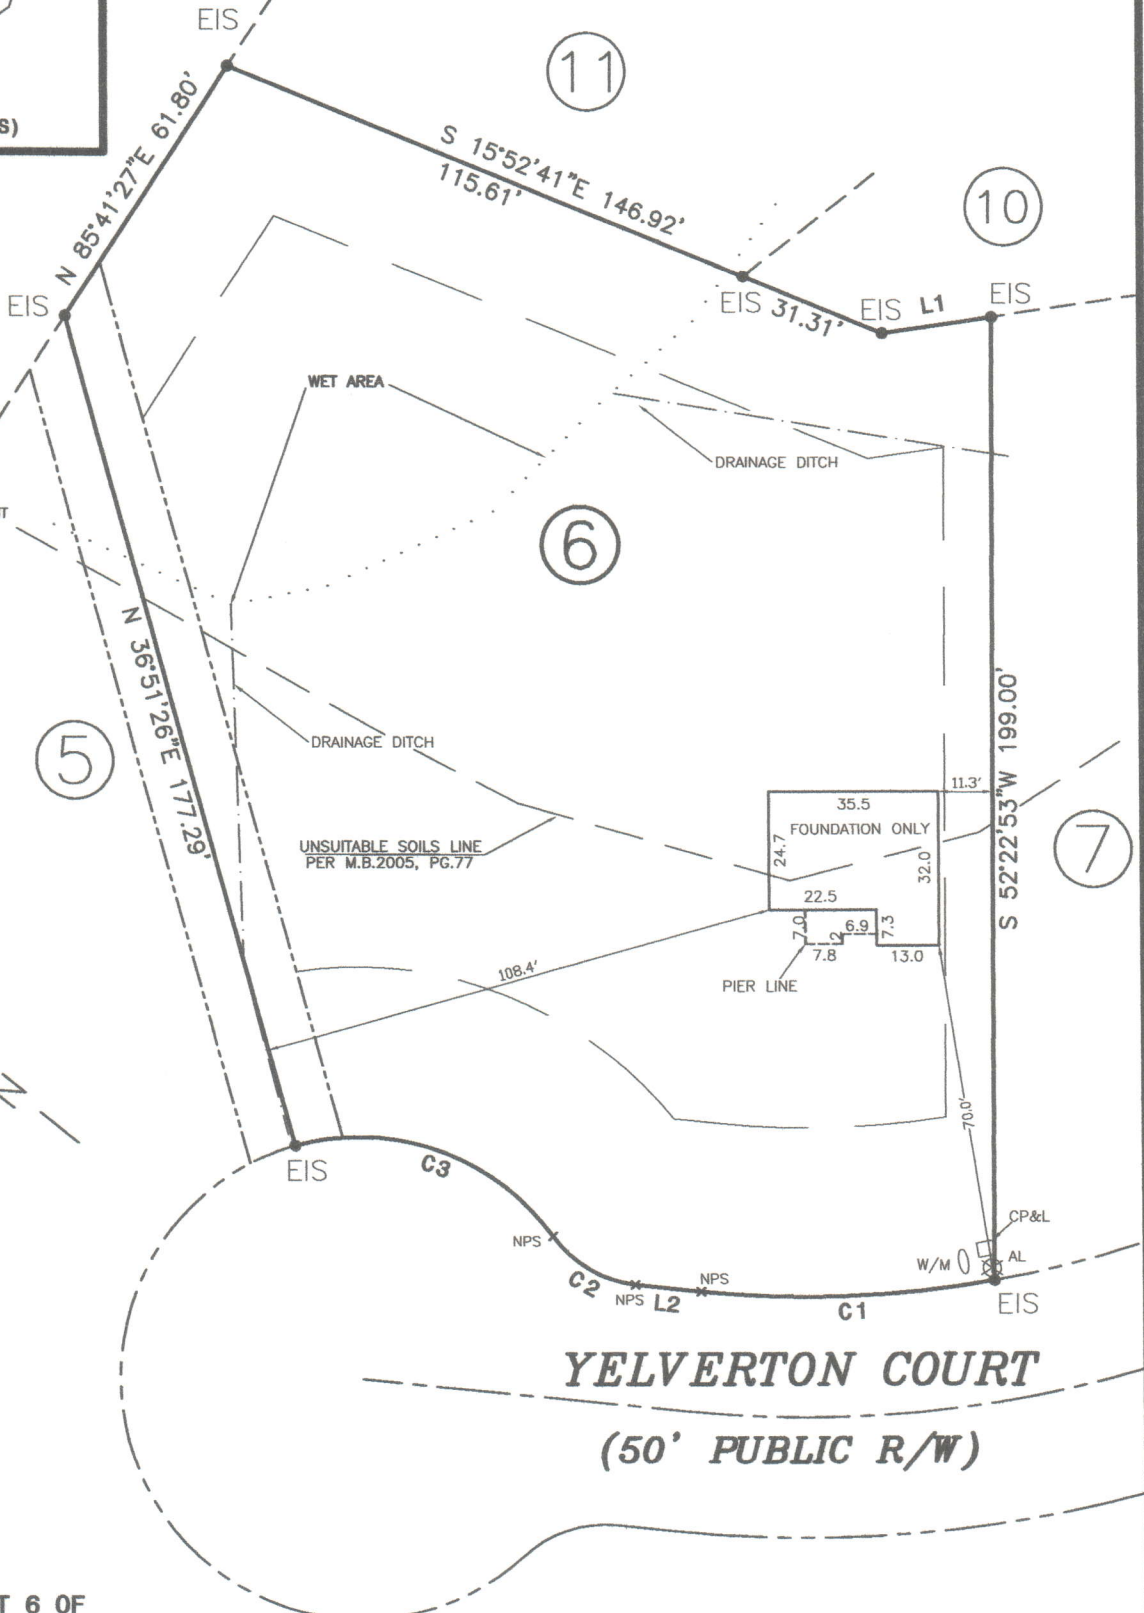 EIS
11
S)
N 85°41'27"E 61.80'
S 15°52'41"E 146.92'
115.61'
10
EIS
EIS
31.31'
EIS
L1
EIS
WET AREA
DRAINAGE DITCH
6
N 36°51'26"E 177.29'
5
DRAINAGE DITCH
UNSUITABLE SOILS LINE
PER M.B.2005, PG.77
S 52°22'53"W 199.00'
11.3'
35.5
FOUNDATION ONLY
24.7
32.0
7
22.5
7.0
2
6.9
7.3
7.8
13.0
PIER LINE
108.4'
70.0'
N
EIS
C3
NPS
C2
NPS
L2
NPS
C1
CP&L
W/M
AL
EIS
YELVERTON COURT
(50' PUBLIC R/W)
T 6 OF